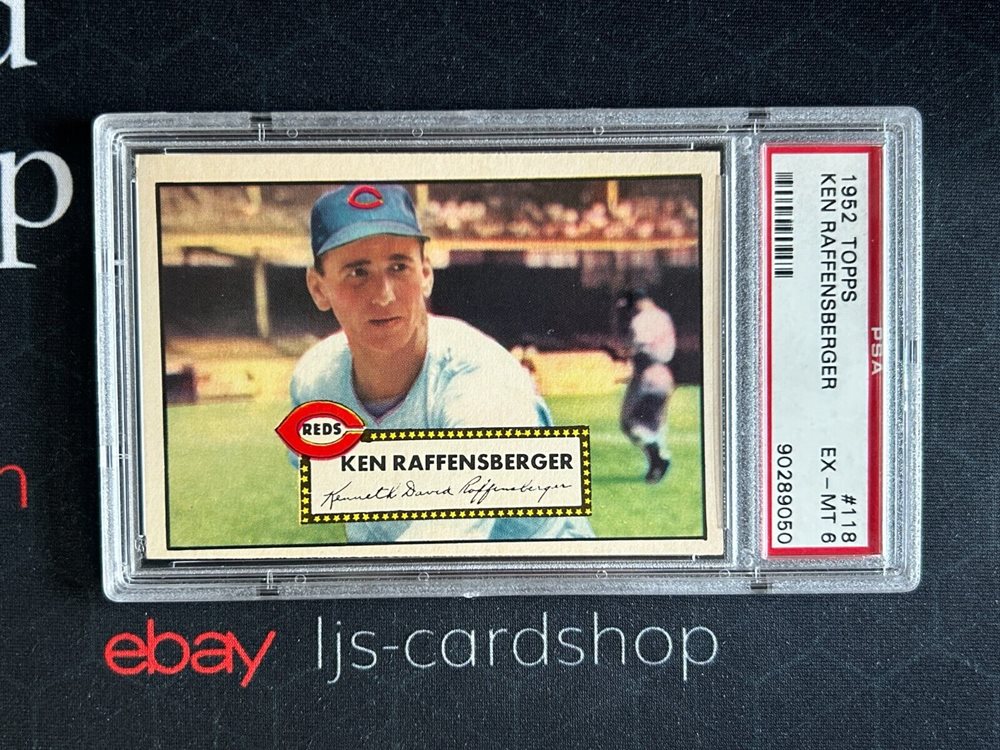 C
REDS
KEN RAFFENSBERGER
Kenneth David Raffensberger
1952 TOPPS
KEN RAFFENSBERGER
PSA
#118
EX - MT 6
90289050
ebay ljs-cardshop
p